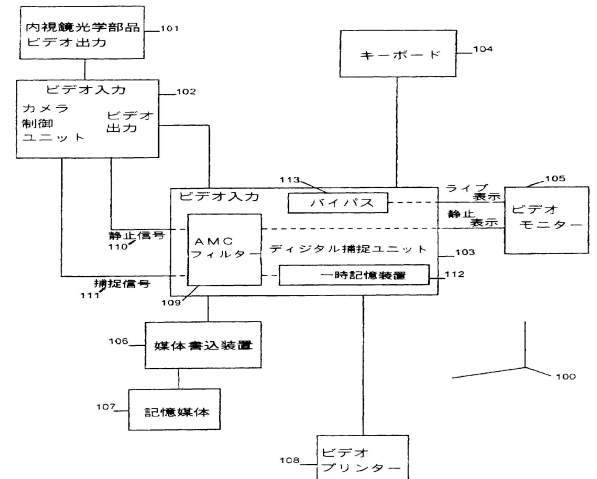 内視鏡光学部品
ビデオ出力
101
ビデオ入力
102
カメラ
制御
ユニット
ビデオ
出力
キーボード
104
113
ビデオ入力
バイパス
ライブ
表示
静止
表示
105
ビデオ
モニター
静止信号
110
AMC
フィルター
ディジタル捕捉ユニット
103
一時記憶装置
112
捕捉信号
111
109
106
媒体書込装置
107
記憶媒体
100
108
ビデオ
プリンター